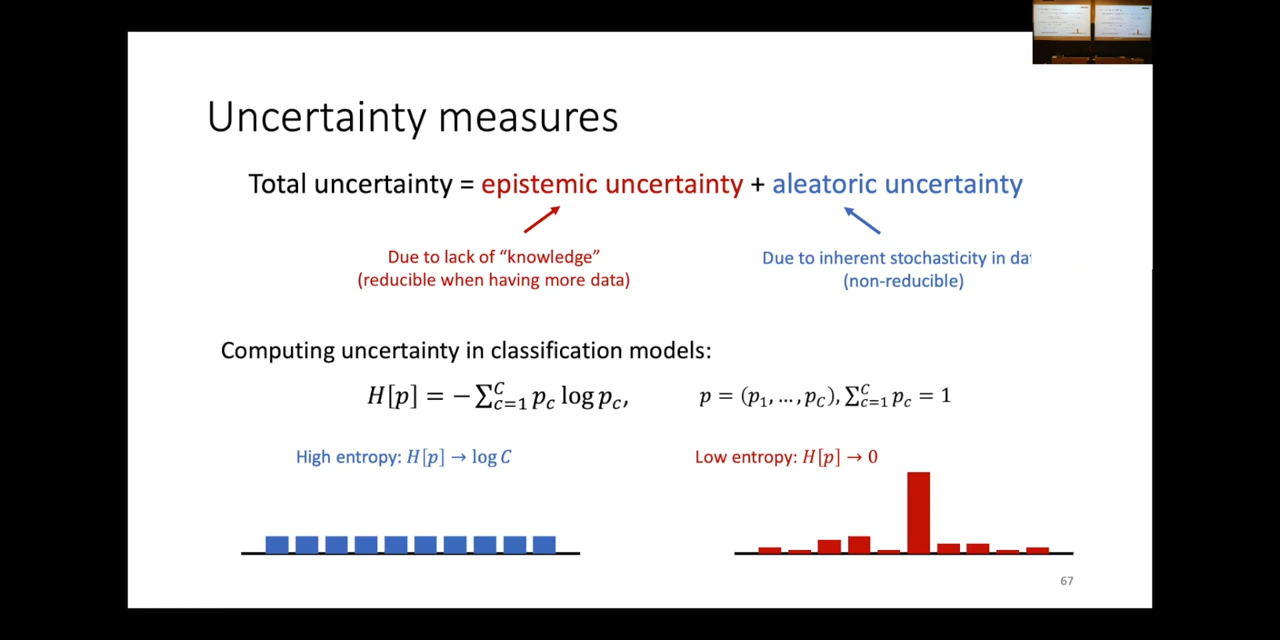 Uncertainty measures
Total uncertainty = epistemic uncertainty + aleatoric uncertainty
Due to lack of “knowledge”
(reducible when having more data)
Due to inherent stochasticity in dat
(non-reducible)
Computing uncertainty in classification models:
H[p] = −∑_{c=1}^{C} p_c log p_c,
p = (p_1, … , p_C), ∑_{c=1}^{C} p_c = 1
High entropy: H[p] → log C
Low entropy: H[p] → 0
67